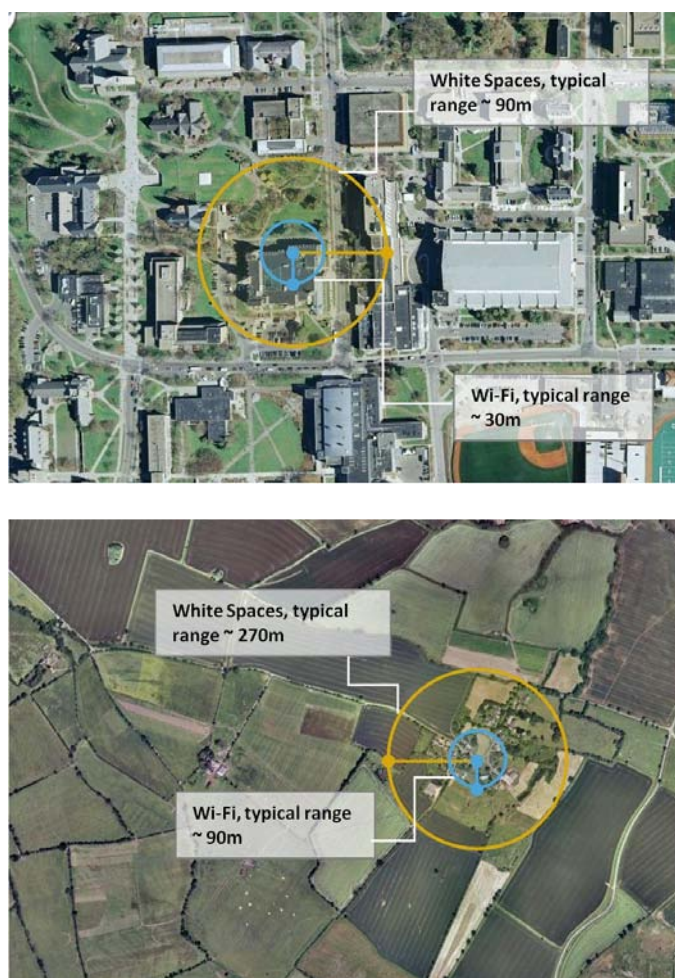 White Spaces, typical
range ~ 90m
Wi-Fi, typical range
~ 30m
White Spaces, typical
range ~ 270m
Wi-Fi, typical range
~ 90m